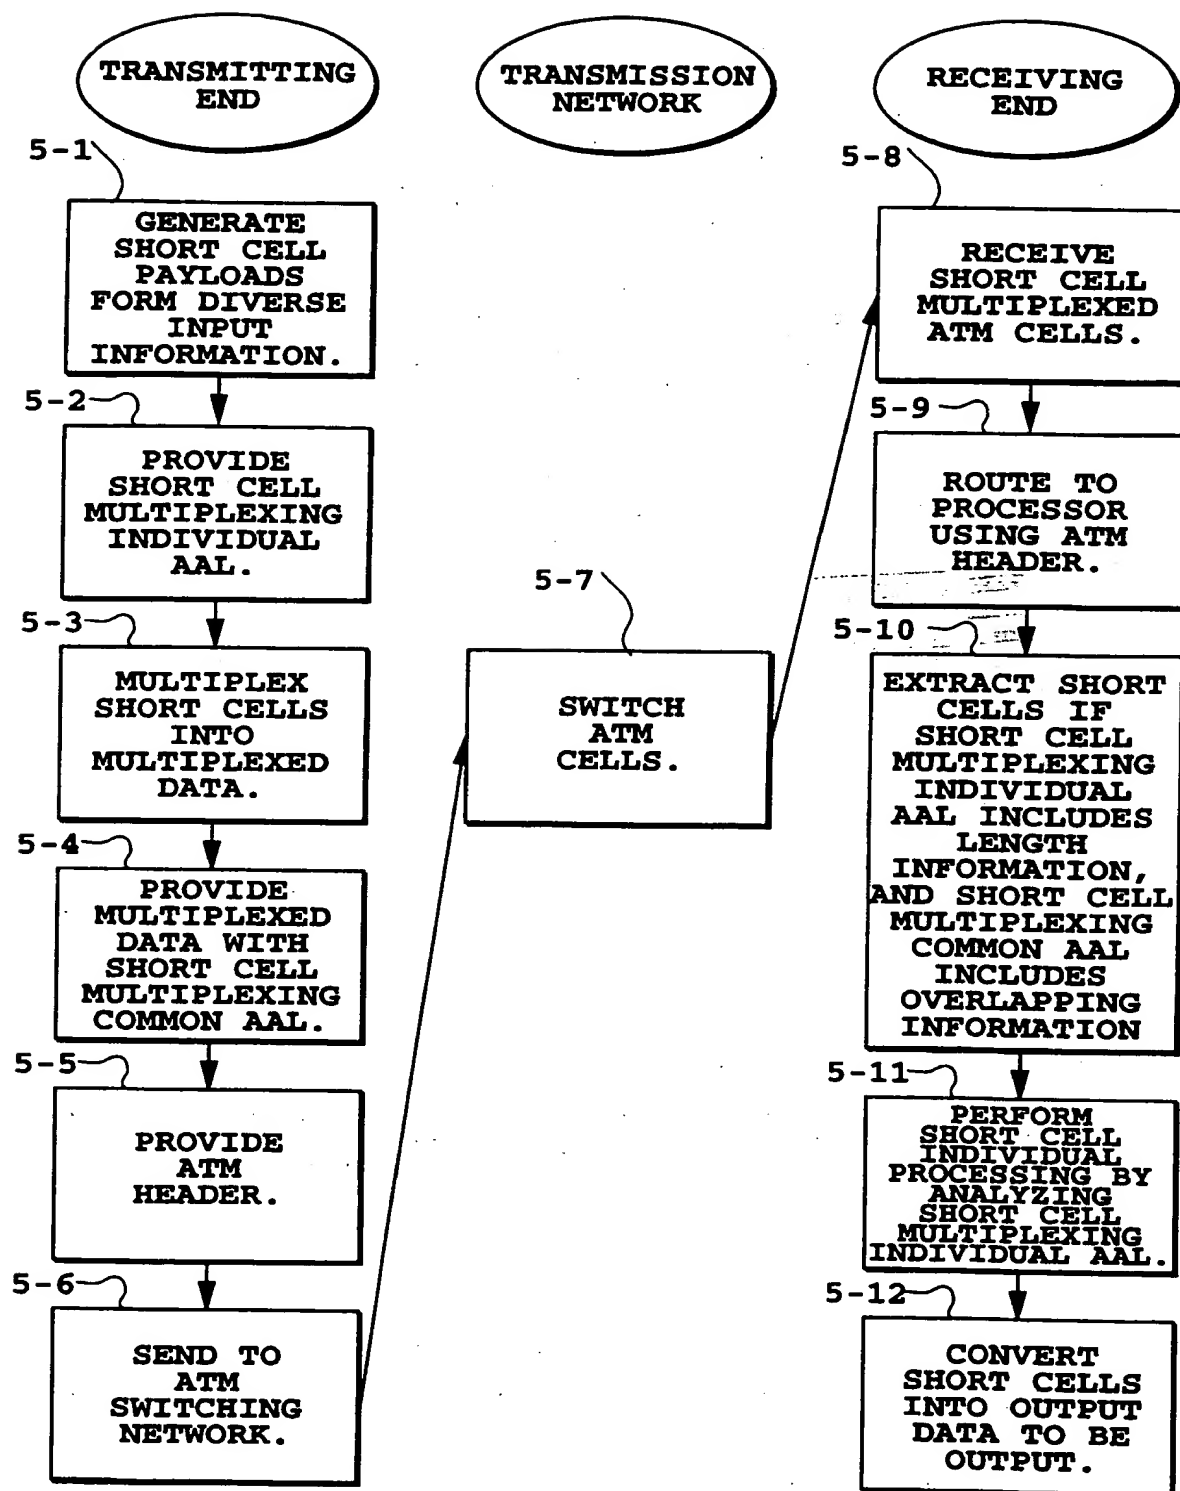 TRANSMITTING
END
5-1
GENERATE
SHORT CELL
PAYLOADS
FORM DIVERSE
INPUT
INFORMATION.
5-2
PROVIDE
SHORT CELL
MULTIPLEXING
INDIVIDUAL
AAL.
5-3
MULTIPLEX
SHORT CELLS
INTO
MULTIPLEXED
DATA.
5-4
PROVIDE
MULTIPLEXED
DATA WITH
SHORT CELL
MULTIPLEXING
COMMON AAL.
5-5
PROVIDE
ATM
HEADER.
5-6
SEND TO
ATM
SWITCHING
NETWORK.
TRANSMISSION
NETWORK
5-7
SWITCH
ATM
CELLS.
RECEIVING
END
5-8
RECEIVE
SHORT CELL
MULTIPLEXED
ATM CELLS.
5-9
ROUTE TO
PROCESSOR
USING ATM
HEADER.
5-10
EXTRACT SHORT
CELLS IF
SHORT CELL
MULTIPLEXING
INDIVIDUAL
AAL INCLUDES
LENGTH
INFORMATION,
AND SHORT CELL
MULTIPLEXING
COMMON AAL
INCLUDES
OVERLAPPING
INFORMATION
5-11
PERFORM
SHORT CELL
INDIVIDUAL
PROCESSING BY
ANALYZING
SHORT CELL
MULTIPLEXING
INDIVIDUAL AAL.
5-12
CONVERT
SHORT CELLS
INTO OUTPUT
DATA TO BE
OUTPUT.